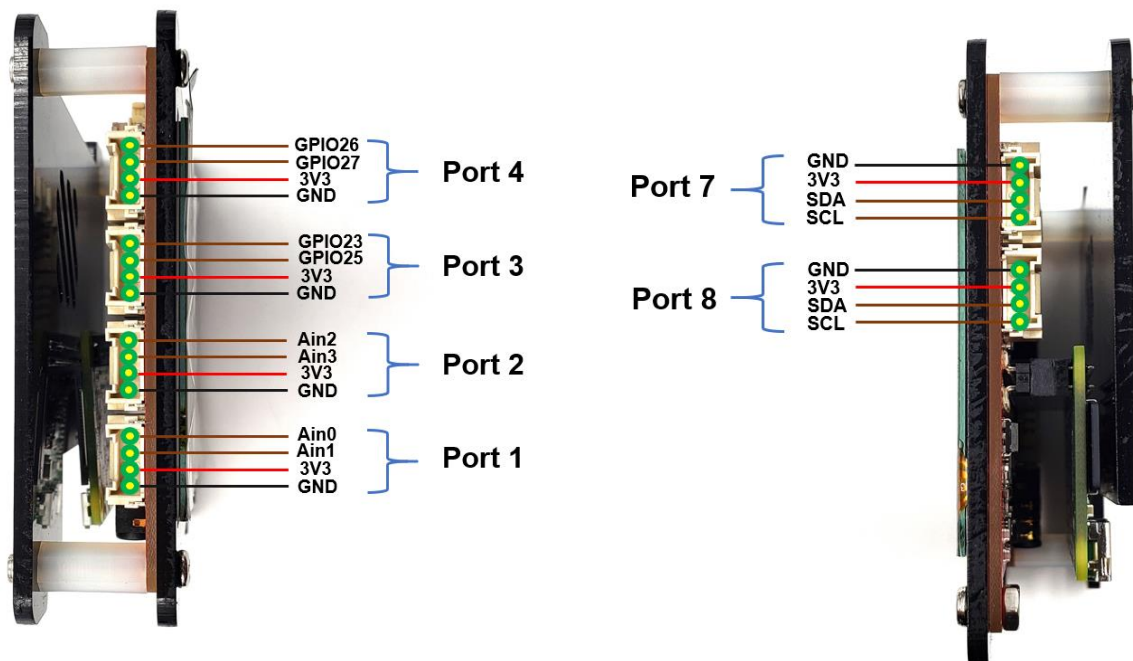 GPIO26
GPIO27
3V3
GND
Port 4
GPIO23
GPIO25
3V3
GND
Port 3
Ain2
Ain3
3V3
GND
Port 2
Ain0
Ain1
3V3
GND
Port 1
Port 7
GND
3V3
SDA
SCL
Port 8
GND
3V3
SDA
SCL